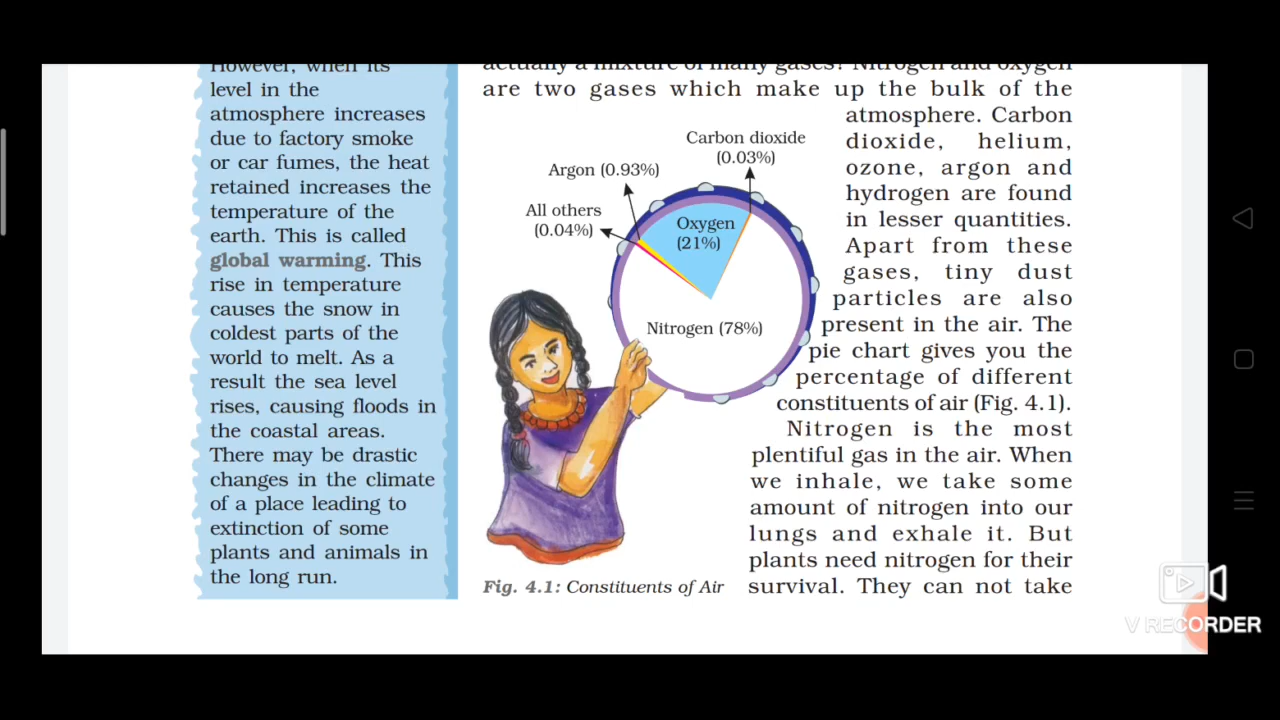 However, when its
level in the
atmosphere increases
due to factory smoke
or car fumes, the heat
retained increases the
temperature of the
earth. This is called
global warming. This
rise in temperature
causes the snow in
coldest parts of the
world to melt. As a
result the sea level
rises, causing floods in
the coastal areas.
There may be drastic
changes in the climate
of a place leading to
extinction of some
plants and animals in
the long run.
actually a mixture of many gases? Nitrogen and oxygen
are two gases which make up the bulk of the
atmosphere. Carbon
dioxide, helium,
ozone, argon and
hydrogen are found
in lesser quantities.
Apart from these
gases, tiny dust
particles are also
present in the air. The
pie chart gives you the
percentage of different
constituents of air (Fig. 4.1).
Nitrogen is the most
plentiful gas in the air. When
we inhale, we take some
amount of nitrogen into our
lungs and exhale it. But
plants need nitrogen for their
survival. They can not take
Carbon dioxide
(0.03%)
Argon (0.93%)
All others
(0.04%)
Oxygen
(21%)
Nitrogen (78%)
Fig. 4.1: Constituents of Air
V RECORDER